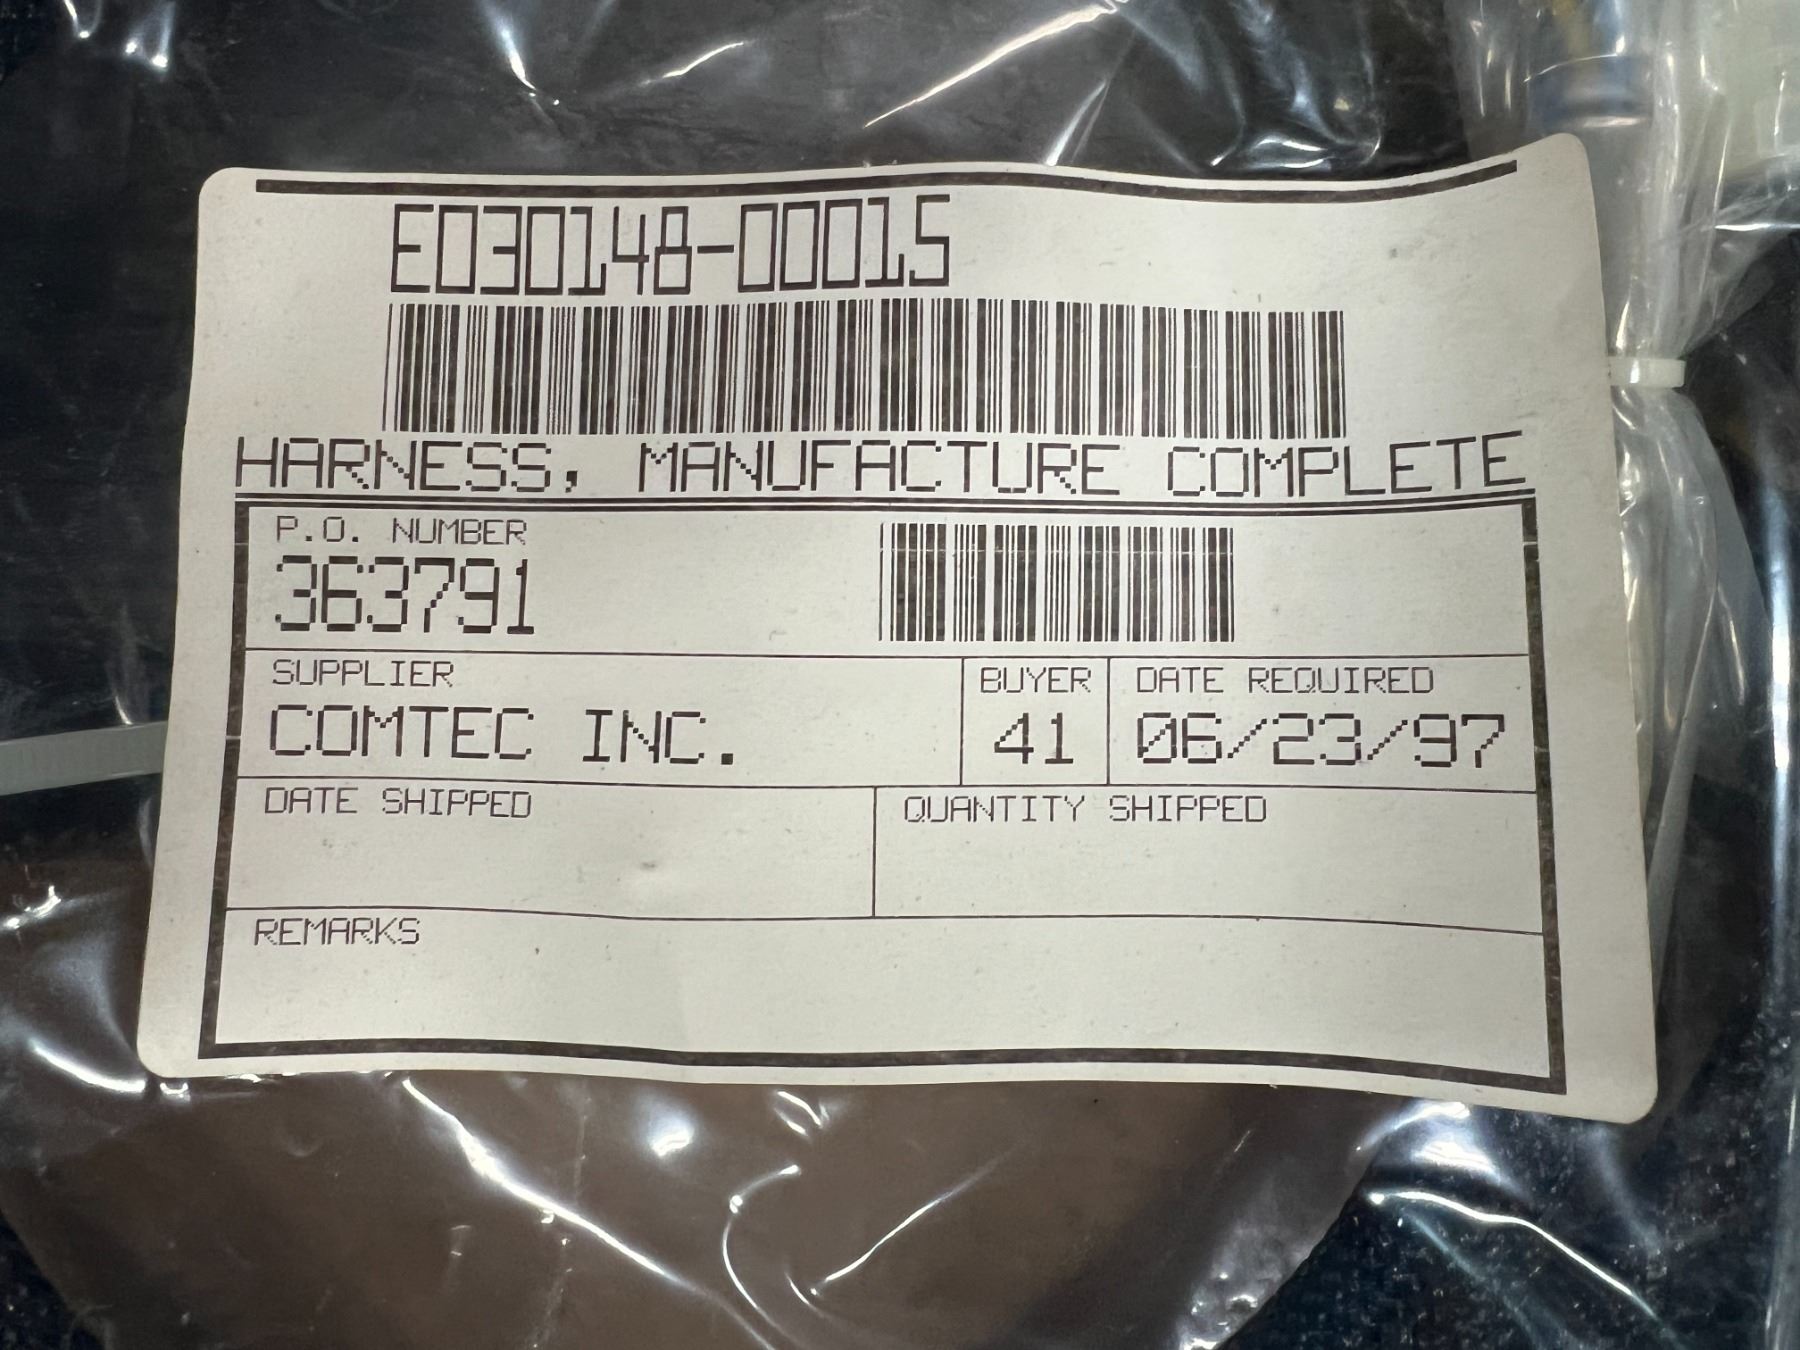 E030148-00015
HARNESS, MANUFACTURE COMPLETE
P.O. NUMBER
363791
SUPPLIER
COMTEC INC.
BUYER
41
DATE REQUIRED
06/23/97
DATE SHIPPED
QUANTITY SHIPPED
REMARKS